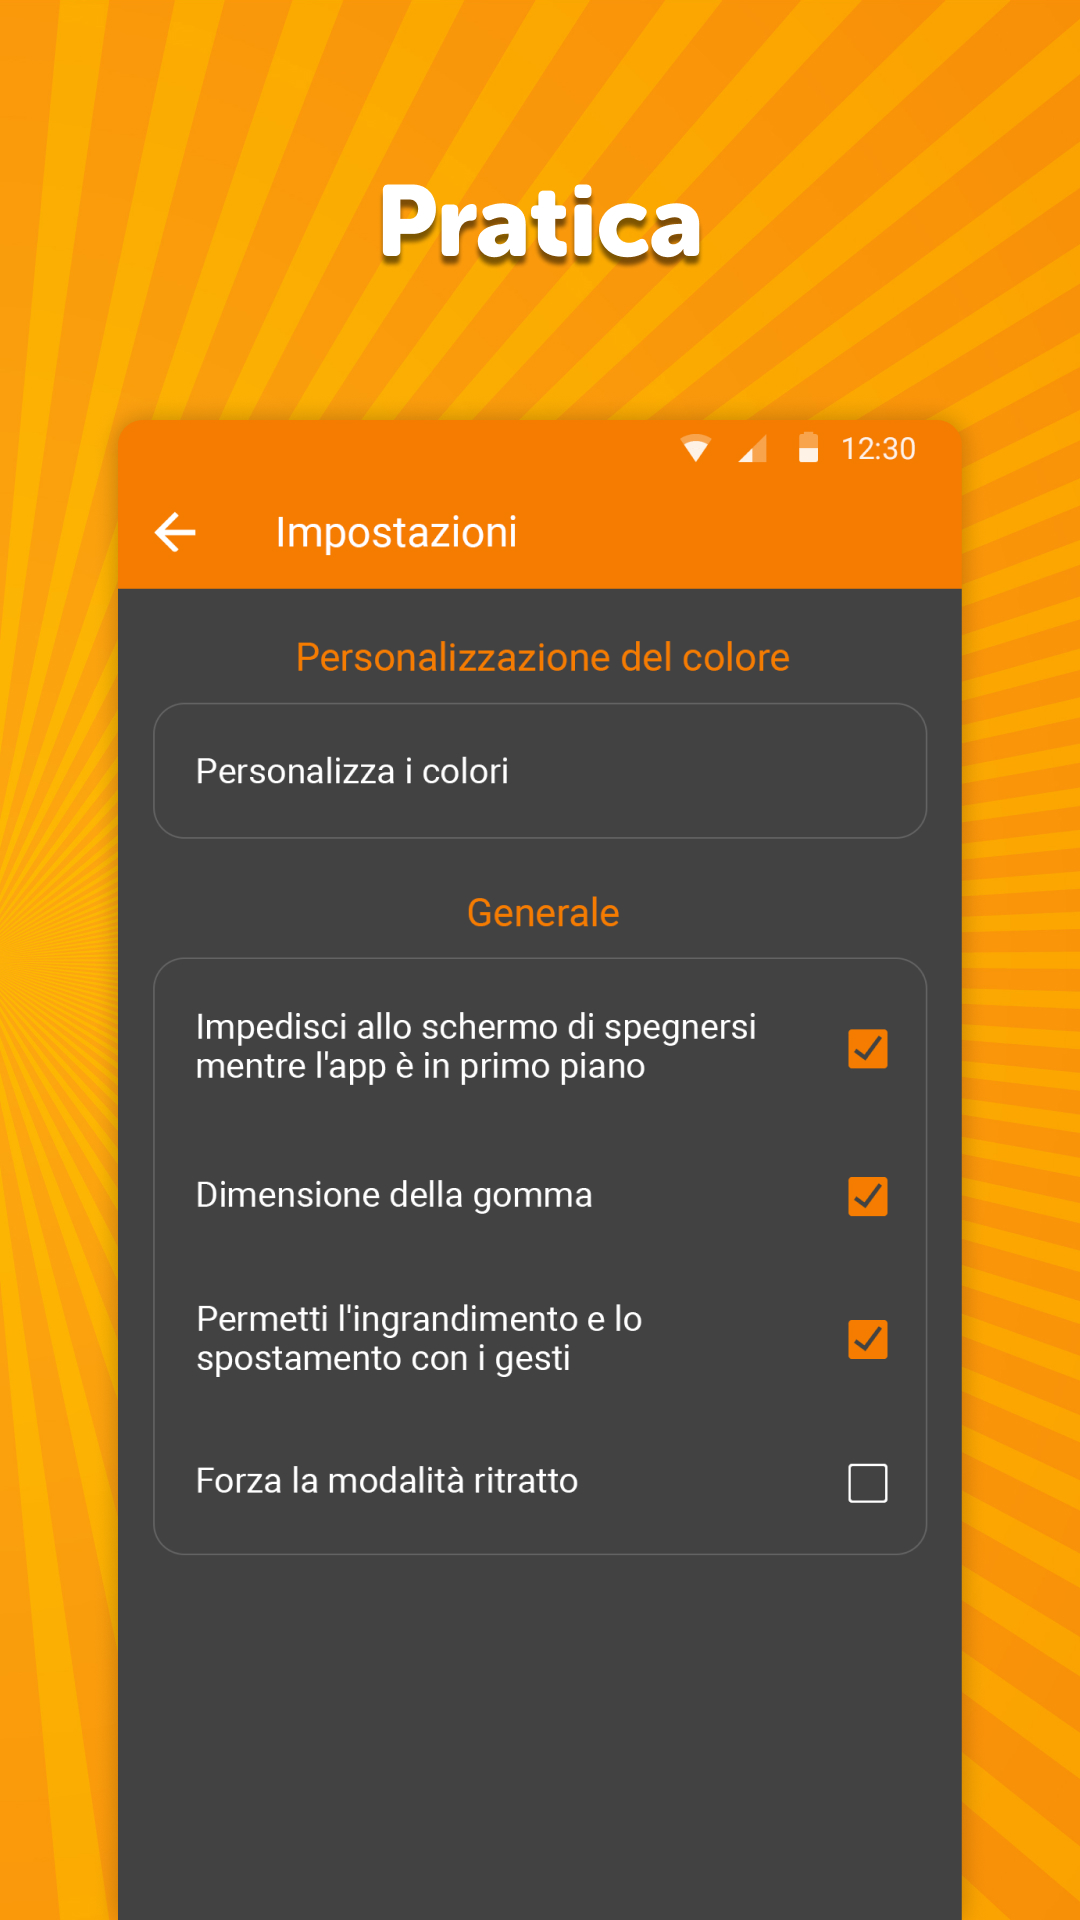 Pratica
12:30
Impostazioni
Personalizzazione del colore
Personalizza i colori
Generale
Impedisci allo schermo di spegnersi
mentre l'app è in primo piano
Dimensione della gomma
Permetti l'ingrandimento e lo
spostamento con i gesti
Forza la modalità ritratto